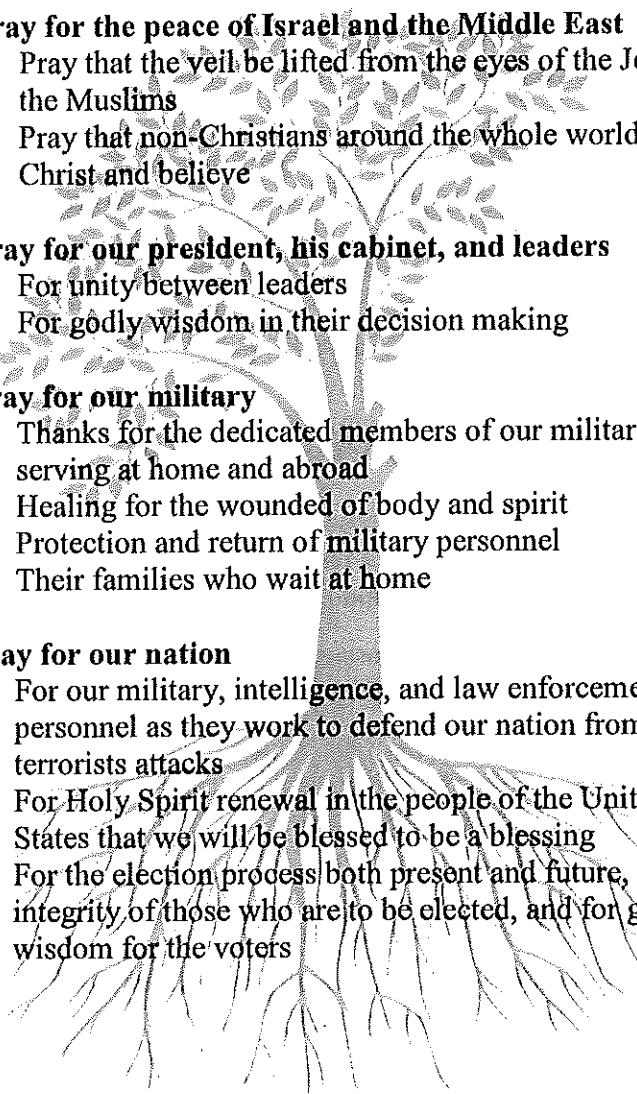 ray for the peace of Israel and the Middle East
Pray that the veil be lifted from the eyes of the Je
the Muslims
Pray that non-Christians around the whole world
Christ and believe
ray for our president, his cabinet, and leaders
For unity between leaders
For godly wisdom in their decision making
ray for our military
Thanks for the dedicated members of our militar
serving at home and abroad
Healing for the wounded of body and spirit
Protection and return of military personnel
Their families who wait at home
ay for our nation
For our military, intelligence, and law enforceme
personnel as they work to defend our nation from
terrorists attacks
For Holy Spirit renewal in the people of the Unit
States that we will be blessed to be a blessing
For the election process both present and future,
integrity of those who are to be elected, and for g
wisdom for the voters